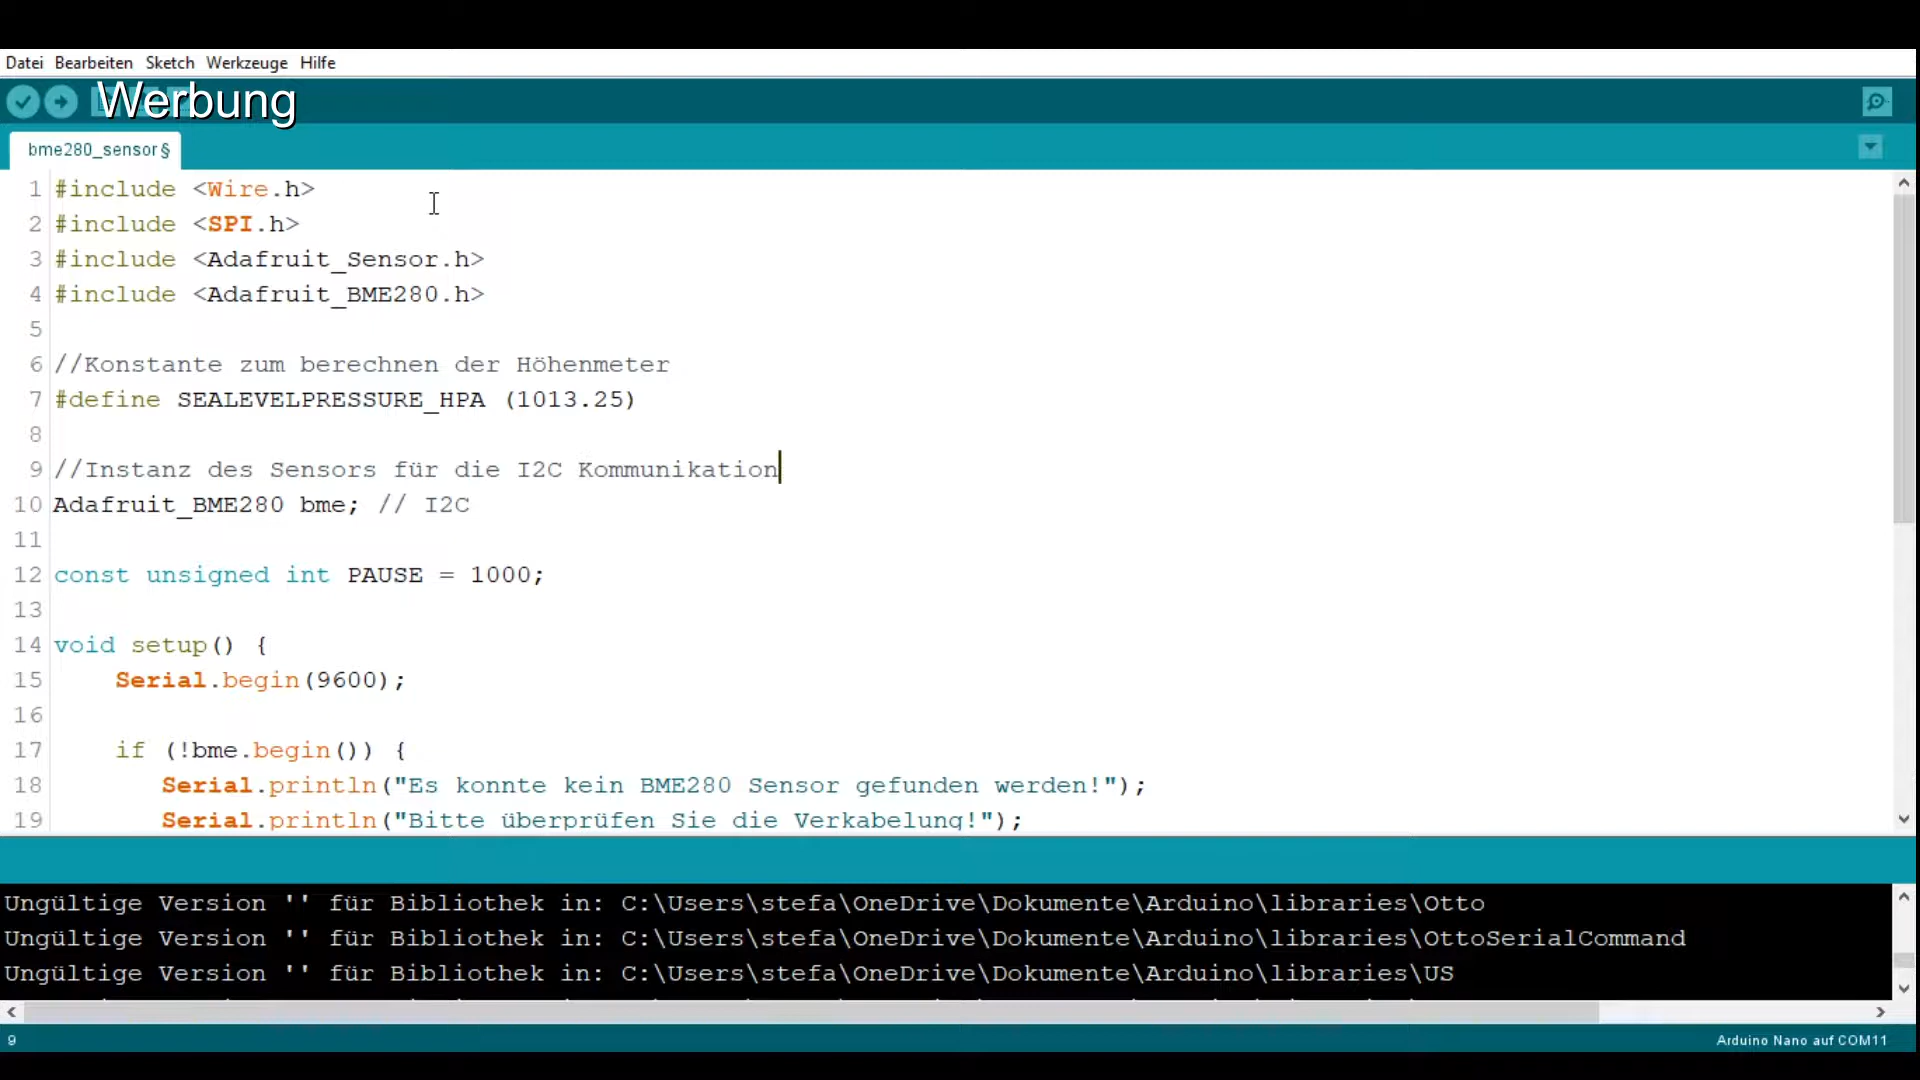 Datei Bearbeiten Sketch Werkzeuge Hilfe
Werbung
bme280_sensor§
1 #include <Wire.h>
2 #include <SPI.h>
3 #include <Adafruit_Sensor.h>
4 #include <Adafruit_BME280.h>
5
6 //Konstante zum berechnen der Höhenmeter
7 #define SEALEVELPRESSURE_HPA (1013.25)
8
9 //Instanz des Sensors für die I2C Kommunikation
10 Adafruit_BME280 bme; // I2C
11
12 const unsigned int PAUSE = 1000;
13
14 void setup() {
15 Serial.begin(9600);
16
17 if (!bme.begin()) {
18 Serial.println("Es konnte kein BME280 Sensor gefunden werden!");
19 Serial.println("Bitte überprüfen Sie die Verkabelung!");
Ungültige Version '' für Bibliothek in: C:\Users\stefa\OneDrive\Dokumente\Arduino\libraries\Otto
Ungültige Version '' für Bibliothek in: C:\Users\stefa\OneDrive\Dokumente\Arduino\libraries\OttoSerialCommand
Ungültige Version '' für Bibliothek in: C:\Users\stefa\OneDrive\Dokumente\Arduino\libraries\US
9
Arduino Nano auf COM11